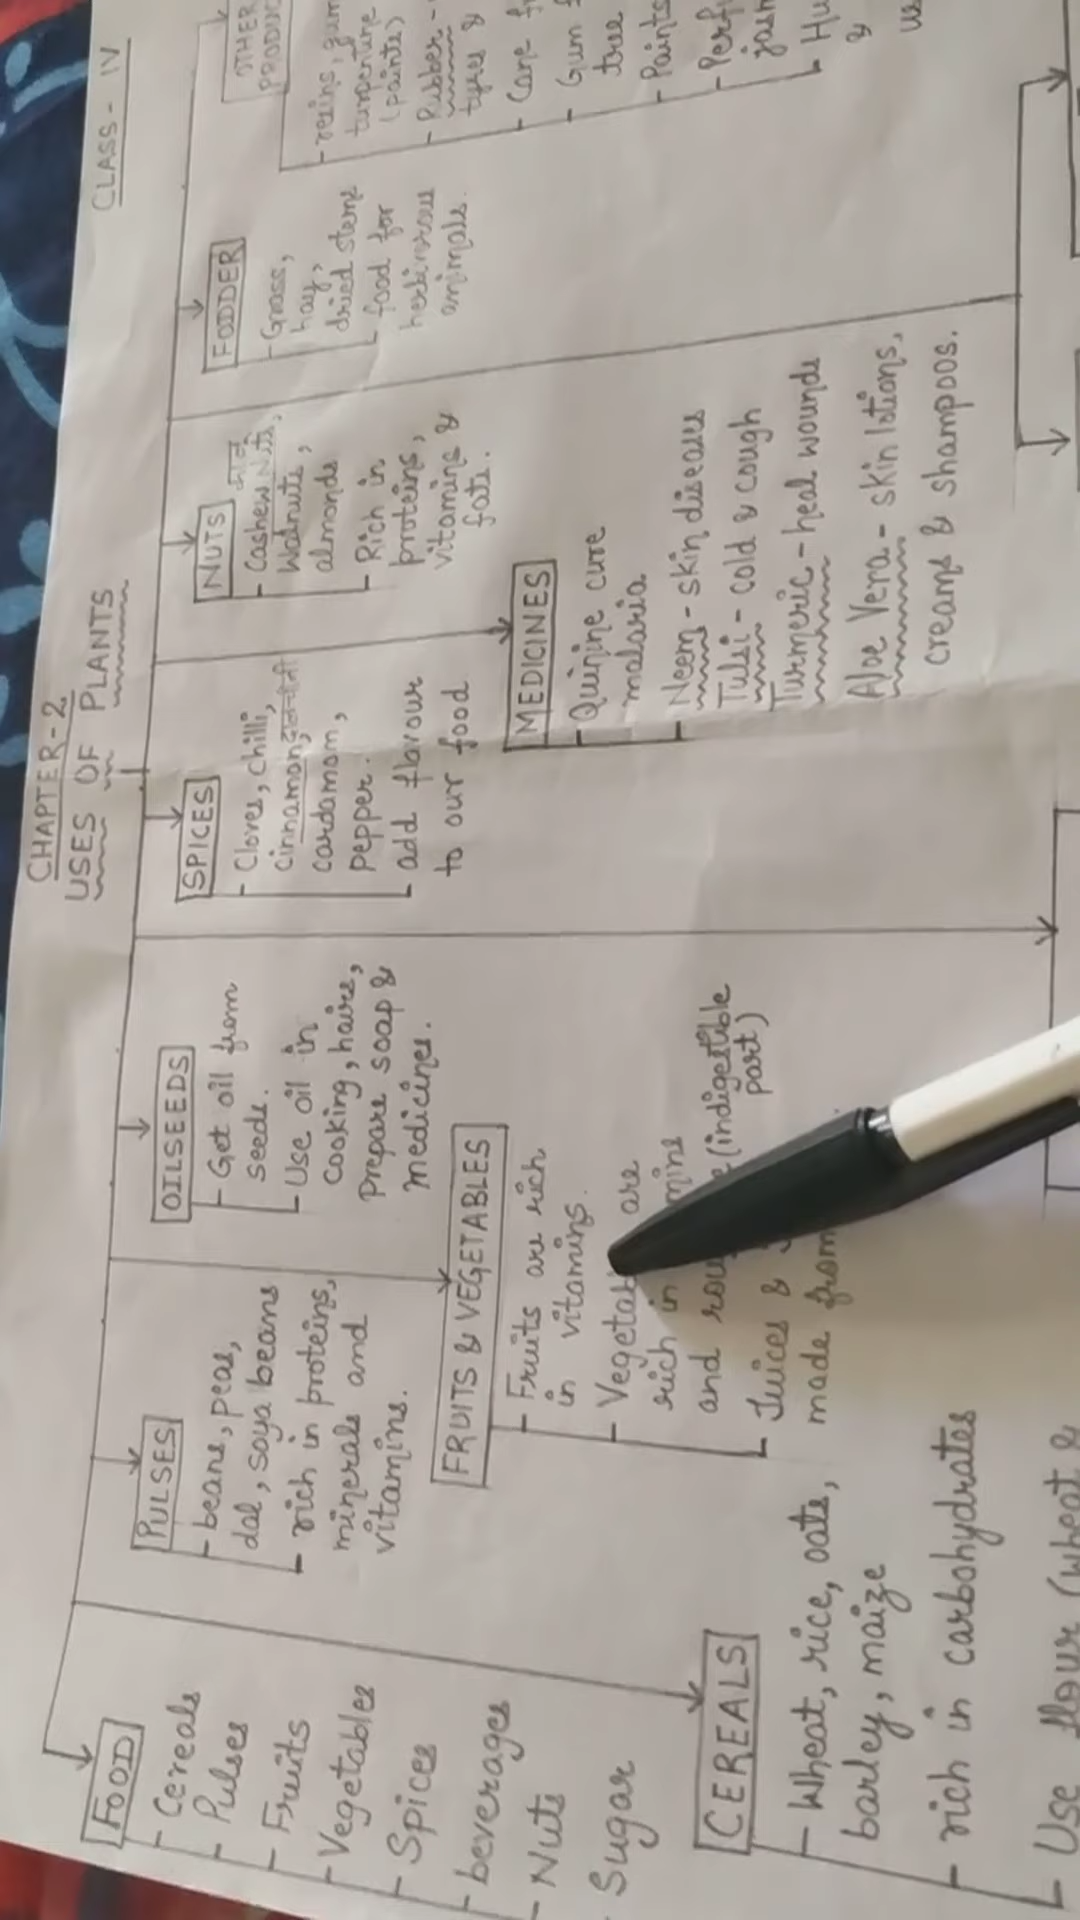 CHAPTER-2
USES OF PLANTS
CLASS-IV
FOOD
- Cereals
- Pulses
- Fruits
- Vegetables
- Spices
- beverages
- Nuts
- Sugar
PULSES
- beans, peas,
dal, soya beans
- rich in proteins,
minerals and
vitamins.
OILSEEDS
- Get oil from
seeds.
- Use oil in
cooking, hairs,
prepare soap &
medicines.
SPICES
- Cloves, chilli,
cinnamon,
cardamom,
pepper.
- add flavour
to our food
NUTS
- Cashew Nuts,
Walnuts,
almonds
- Rich in
proteins,
vitamins &
fats.
FODDER
- Grass,
hay,
dried stems
- food for
herbivorous
animals.
OTHER
- resins, gum
turpentine
(paints)
- Rubber -
tyres &
- Cane
- Gum
tree
- Paints
-
&
FRUITS & VEGETABLES
- Fruits are rich
in vitamins.
- are
rich in
and (indigestible
part)
- Juices &
made from
MEDICINES
- Quinine cure
malaria
- Neem - skin diseases
Tulsi - cold & cough
Turmeric - heal wounds
Aloe Vera - skin lotions,
creams & shampoos.
CEREALS
- Wheat, rice, oats,
barley, maize
- rich in carbohydrates
- Use flour (wheat &